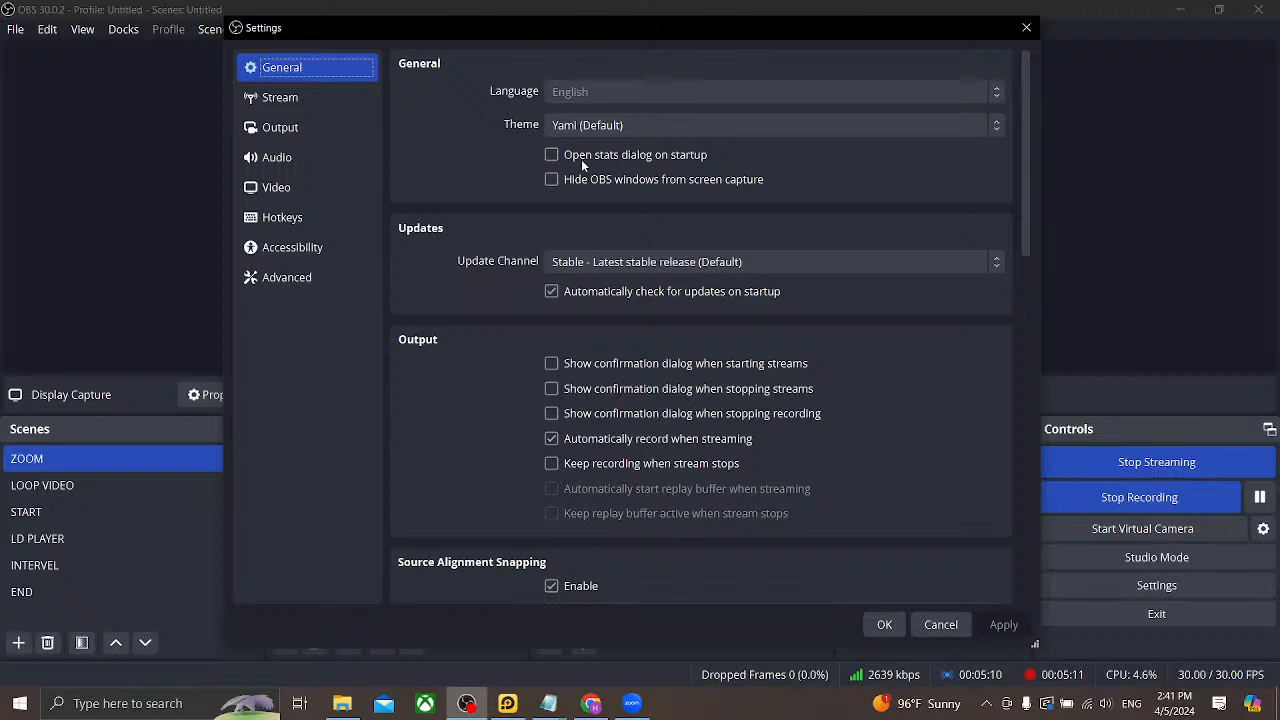 OBS 30.0.2 - Profile: Untitled - Scenes: Untitled
File Edit View Docks Profile Scen
Settings
General
Stream
Output
Audio
Video
Hotkeys
Accessibility
Advanced
General
Language English
Theme Yami (Default)
Open stats dialog on startup
Hide OBS windows from screen capture
Updates
Update Channel Stable - Latest stable release (Default)
Automatically check for updates on startup
Output
Show confirmation dialog when starting streams
Show confirmation dialog when stopping streams
Show confirmation dialog when stopping recording
Automatically record when streaming
Keep recording when stream stops
Automatically start replay buffer when streaming
Keep replay buffer active when stream stops
Source Alignment Snapping
Enable
OK Cancel Apply
Display Capture Prop
Scenes
ZOOM
LOOP VIDEO
START
LD PLAYER
INTERVEL
END
Controls
Stop Streaming
Stop Recording
Start Virtual Camera
Studio Mode
Settings
Exit
Dropped Frames 0 (0.0%) 2639 kbps 00:05:10 00:05:11 CPU: 4.6% 30.00 / 30.00 FPS
Type here to search
zoom
1
96°F Sunny
4:41 PM
5/4/2024